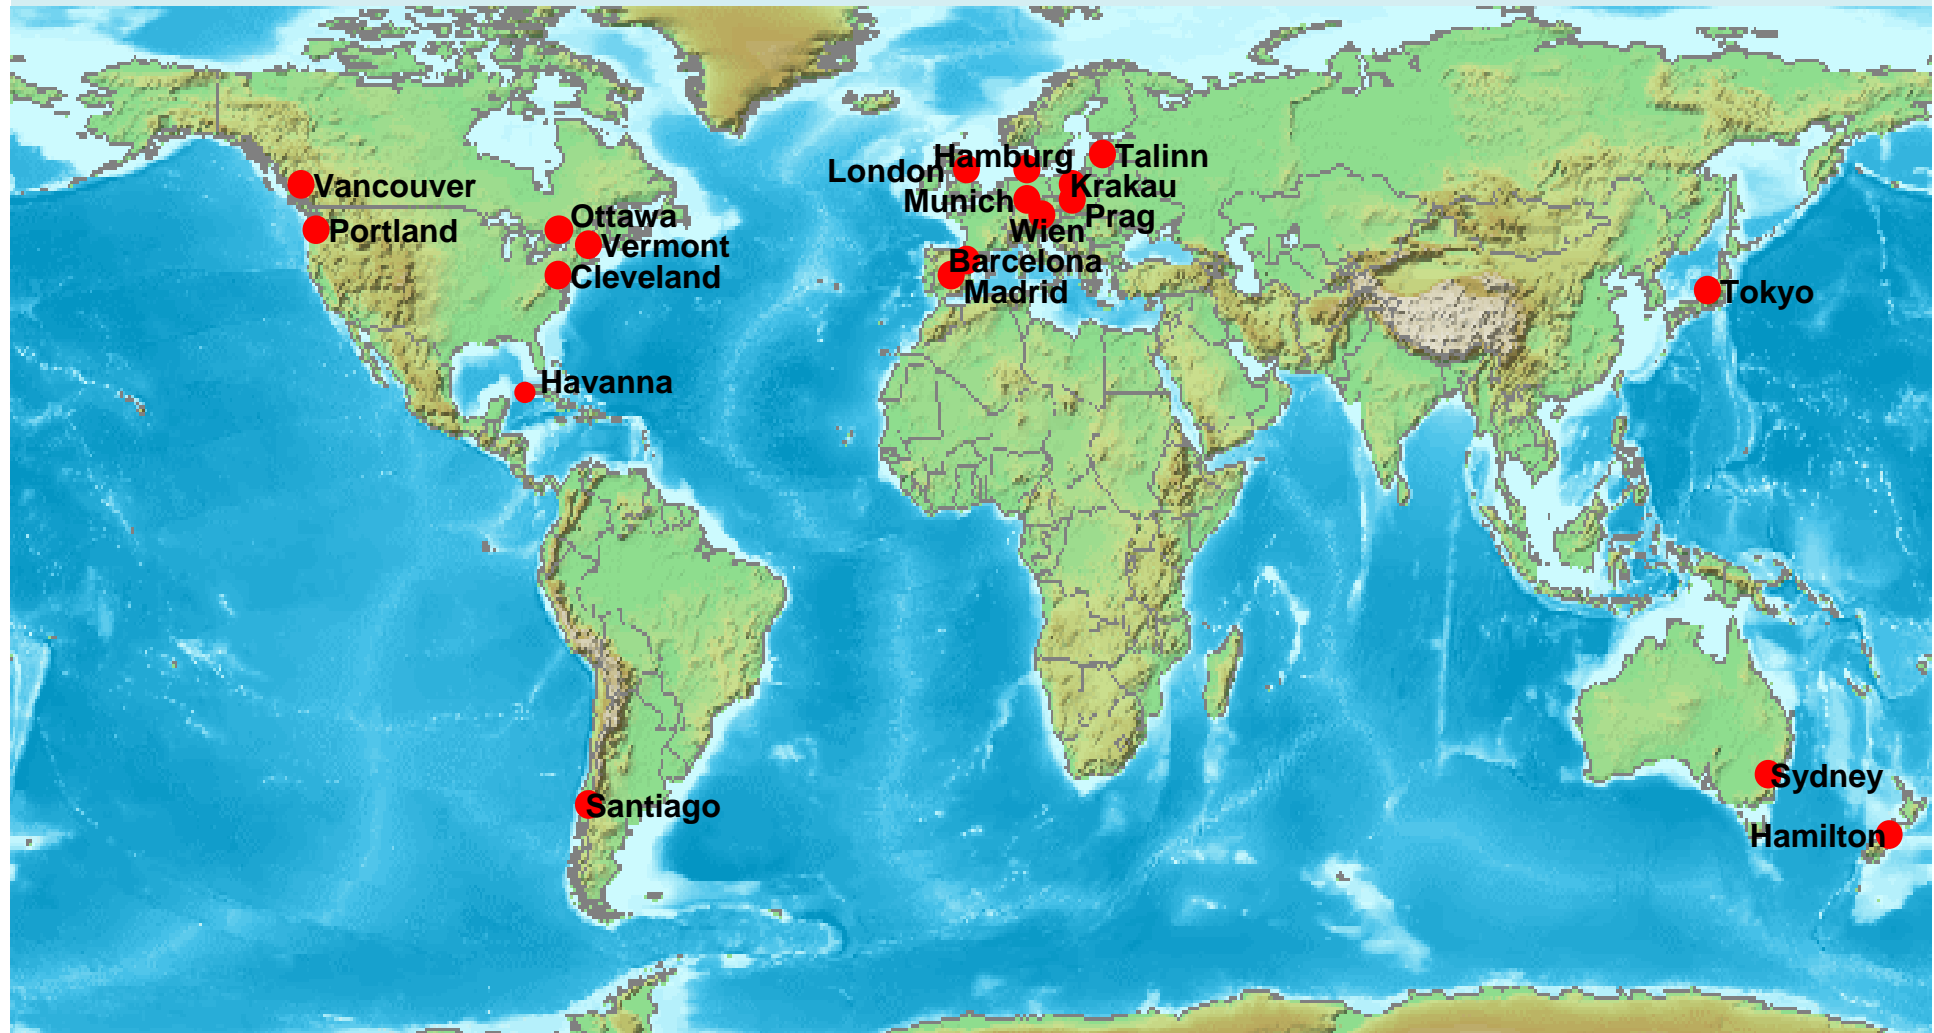 Hamburg
Talinn
London
Vancouver
Krakau
Munich
Ottawa
Prag
Portland
Wien
Vermont
Barcelona
Cleveland
Madrid
Tokyo
Havanna
Sydney
Santiago
Hamilton